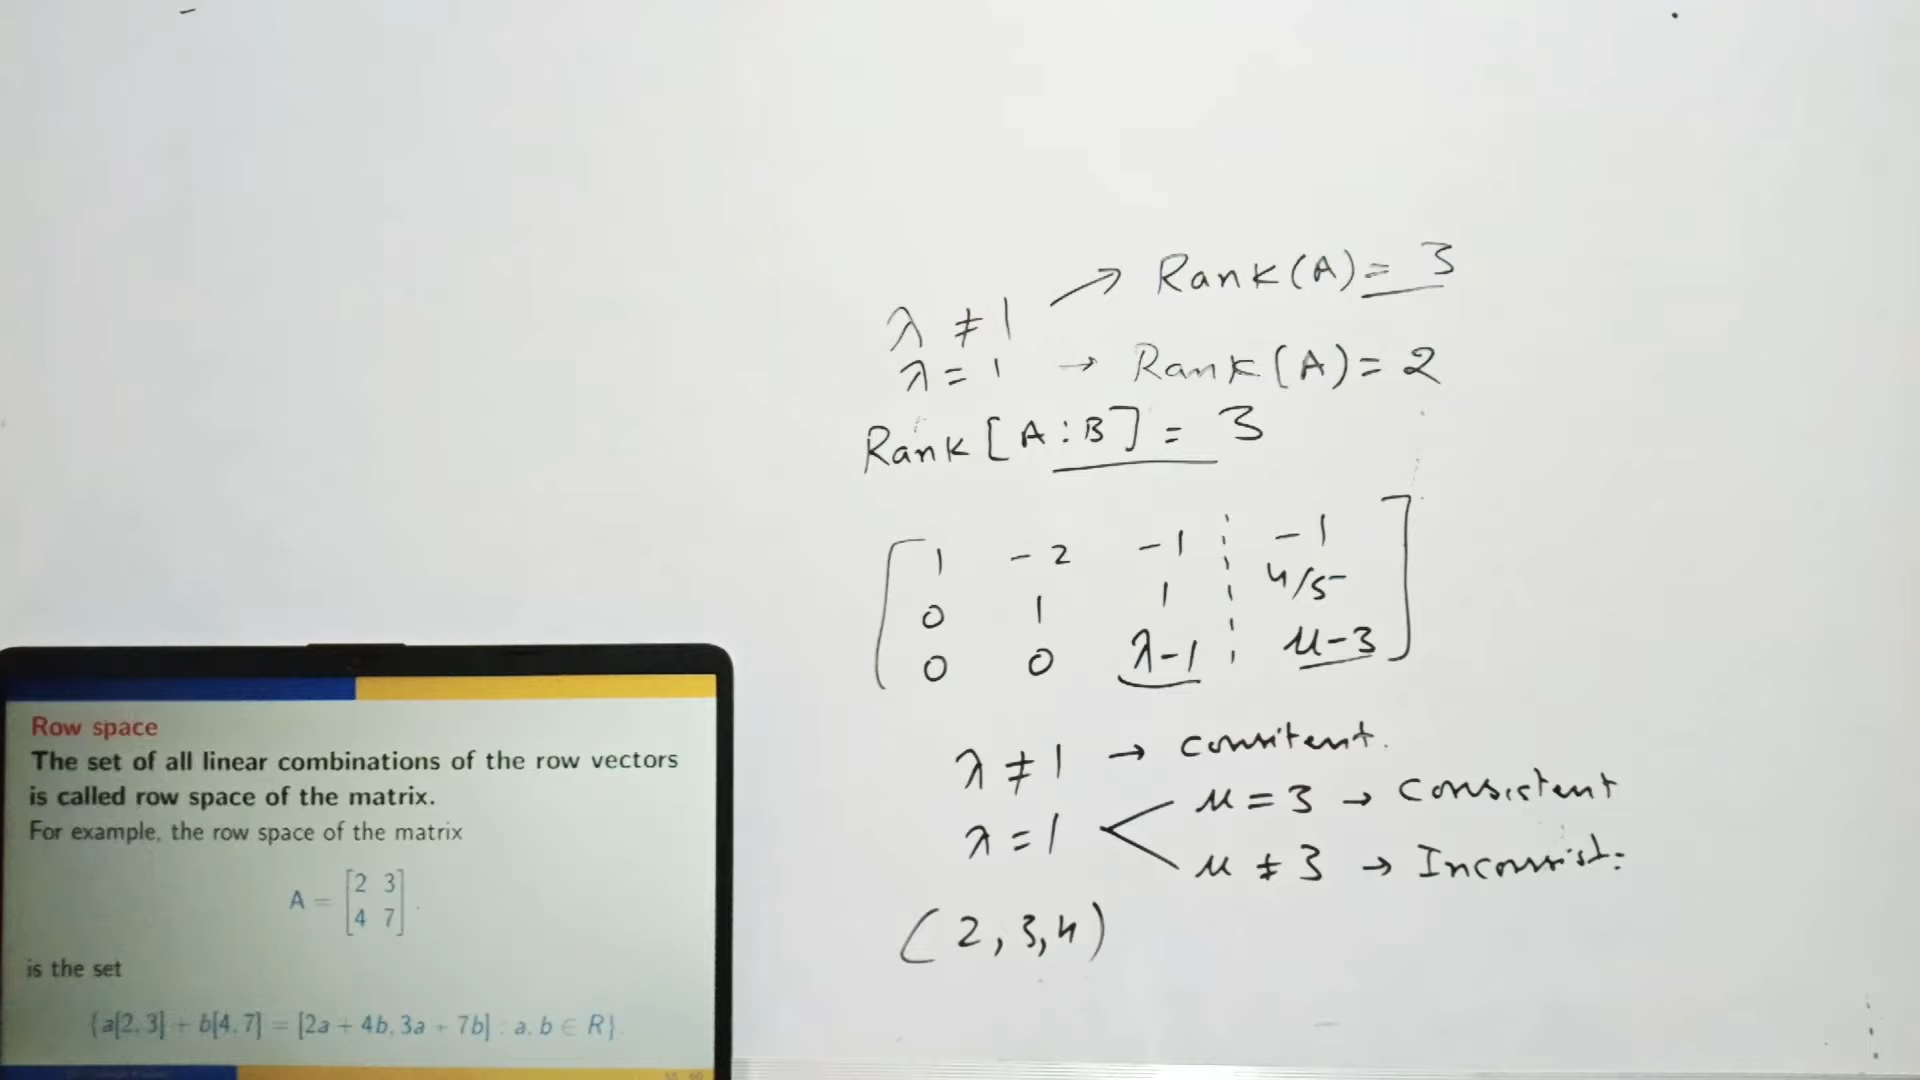 λ ≠ 1 → Rank(A) = 3
λ = 1 → Rank(A) = 2
Rank [A : B] = 3
1 -2 -1 ¦ -1
0 1 1 ¦ 4/5
0 0 λ-1 ¦ μ-3
λ ≠ 1 → consitent.
λ = 1 < μ = 3 → consistent
μ ≠ 3 → Inconsist.
(2, 3, 4)
Row space
The set of all linear combinations of the row vectors
is called row space of the matrix.
For example, the row space of the matrix
A = [2 3
4 7].
is the set
{a[2, 3] + b[4, 7] = [2a + 4b, 3a + 7b] : a, b ∈ R}.